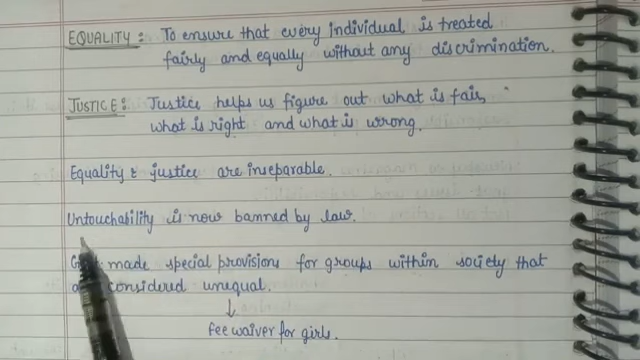 EQUALITY: To ensure that every individual is treated
fairly and equally without any discrimination.
JUSTICE: Justice helps us figure out what is fair,
what is right and what is wrong.
Equality & justice are inseparable.
Untouchability is now banned by law.
made special provisions for groups within society that
considered unequal.
↓
fee waiver for girls.